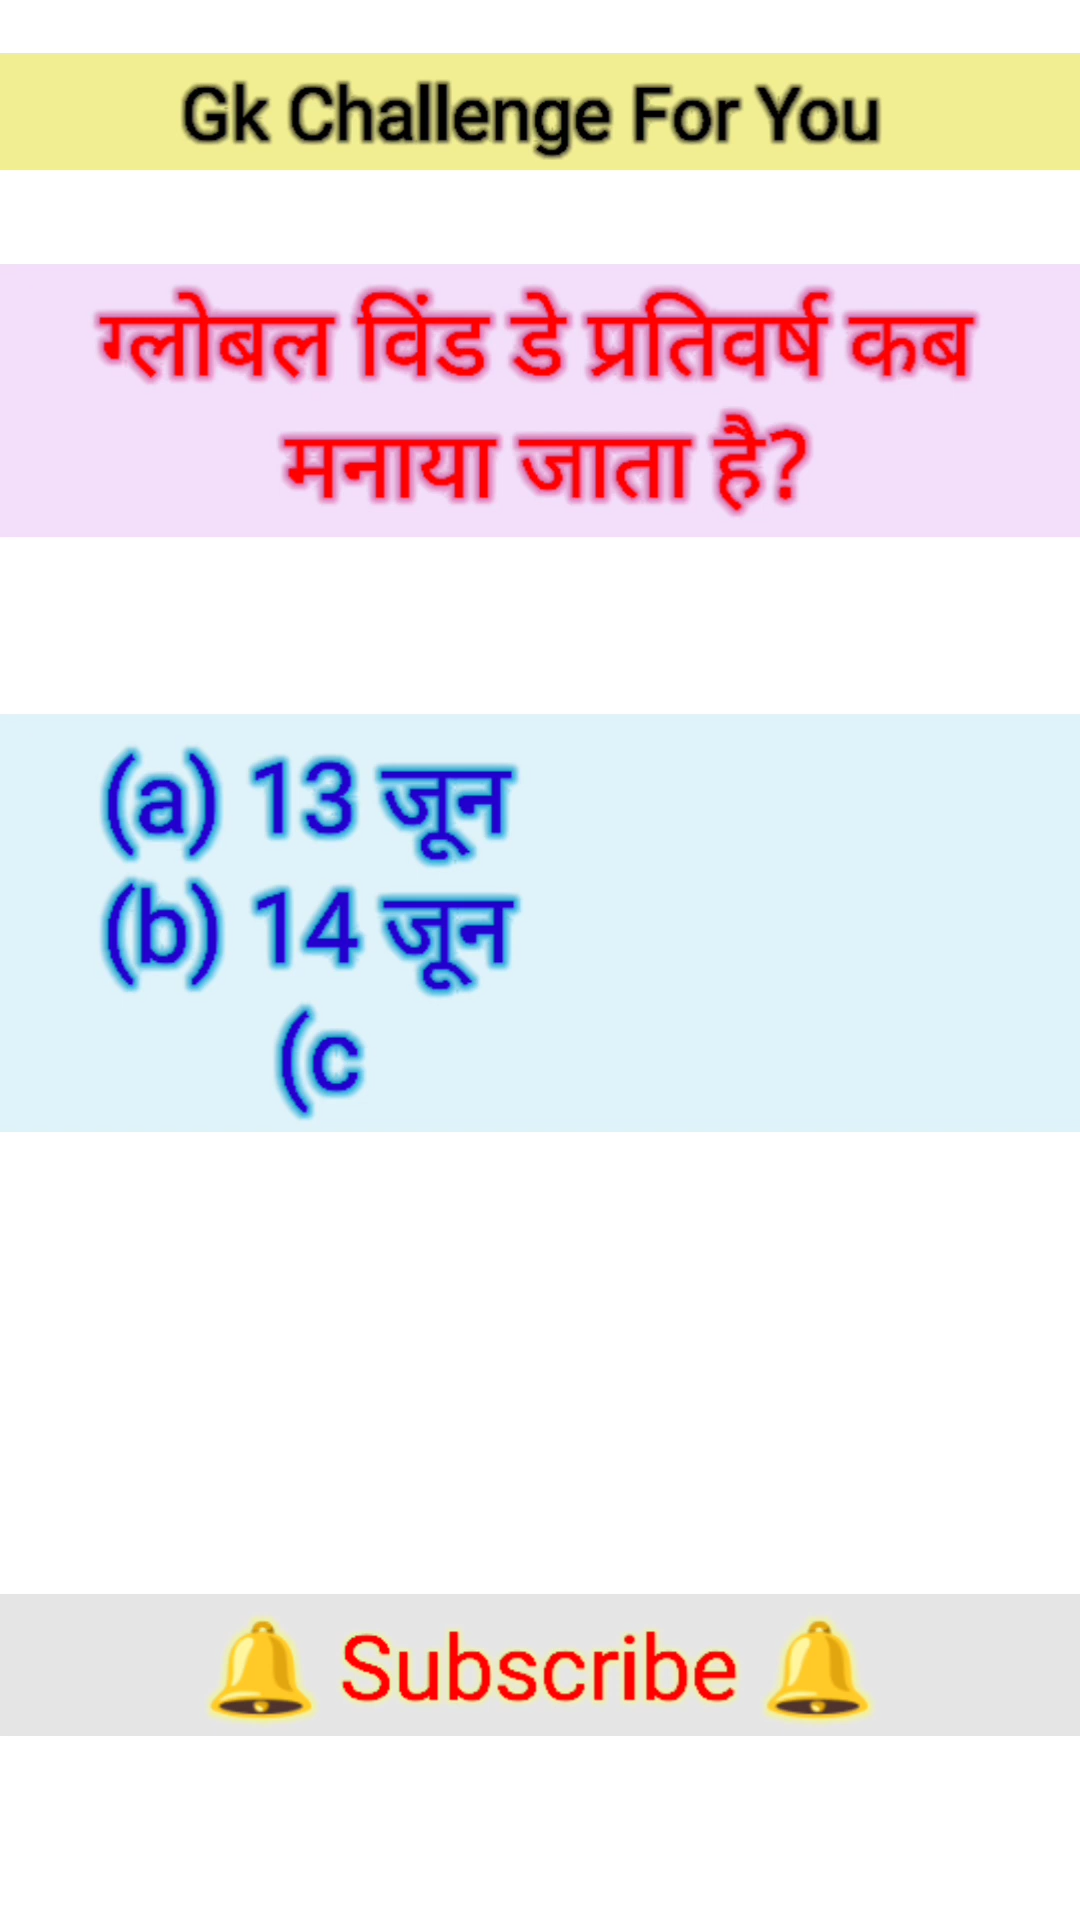 Gk Challenge For You
ग्लोबल विंड डे प्रतिवर्ष कब
मनाया जाता है?
(a) 13 जून
(b) 14 जून
(c
🔔 Subscribe 🔔